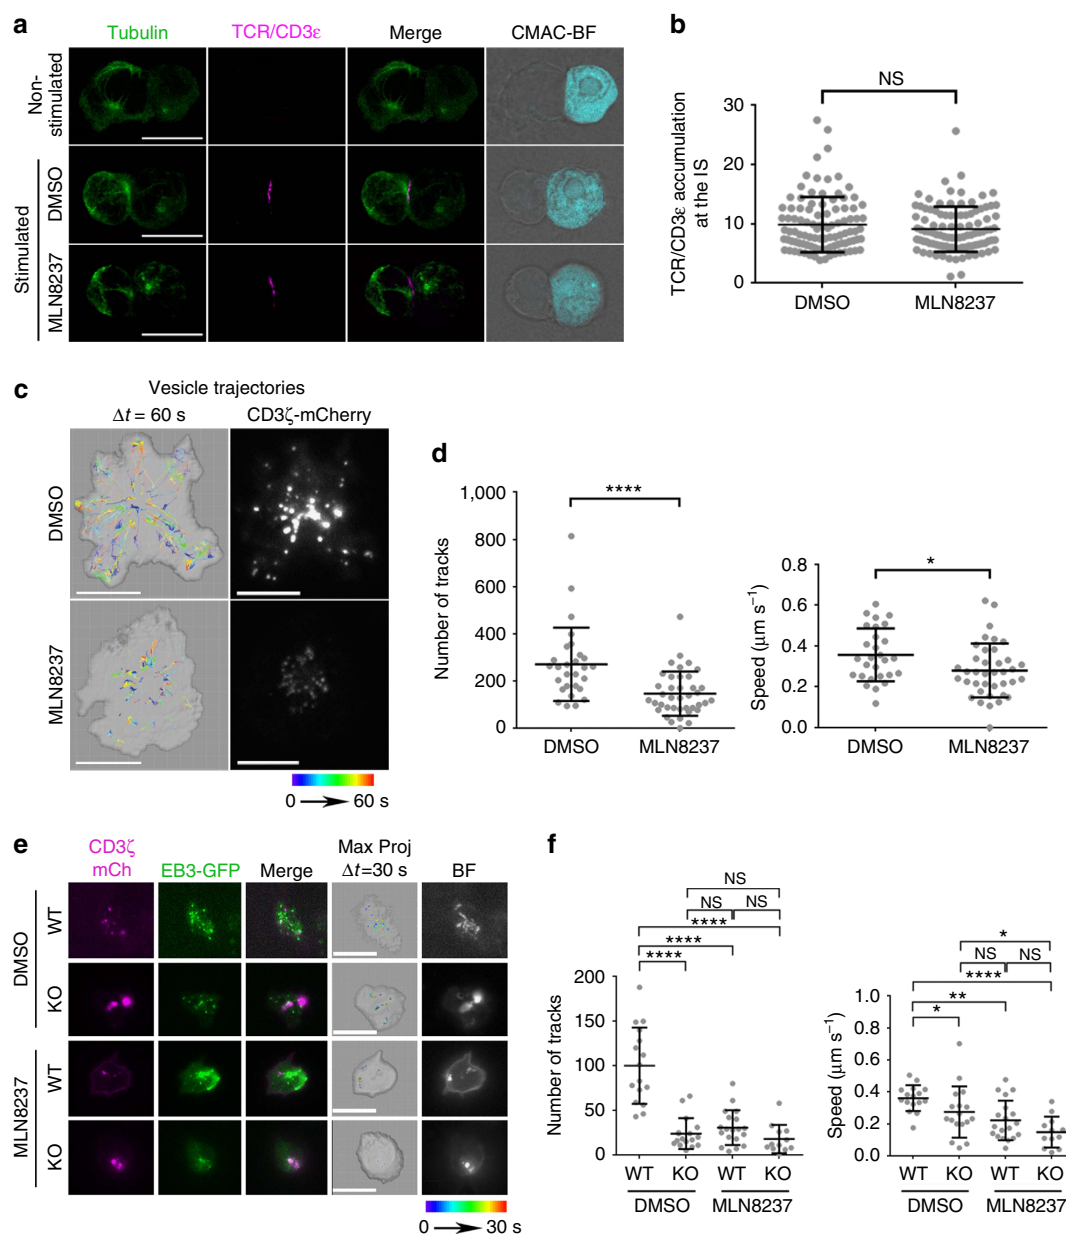 a
Tubulin TCR/CD3ε Merge CMAC-BF
Non-
stimulated
Stimulated
DMSO
MLN8237
b
NS
TCR/CD3ε accumulation
at the IS
30
20
10
0
DMSO MLN8237
c
Vesicle trajectories
Δt = 60 s CD3ζ-mCherry
DMSO
MLN8237
0 60 s
d
****
Number of tracks
1,000
800
600
400
200
0
DMSO MLN8237
*
Speed (μm s⁻¹)
0.8
0.6
0.4
0.2
0.0
DMSO MLN8237
e
CD3ζ
mCh EB3-GFP Merge
Max Proj
Δt=30 s BF
DMSO
WT
KO
MLN8237
WT
KO
0 30 s
f
NS
NS NS
****
****
****
Number of tracks
200
150
100
50
0
WT KO WT KO
DMSO MLN8237
*
NS NS
****
**
*
Speed (μm s⁻¹)
1.0
0.8
0.6
0.4
0.2
0.0
WT KO WT KO
DMSO MLN8237